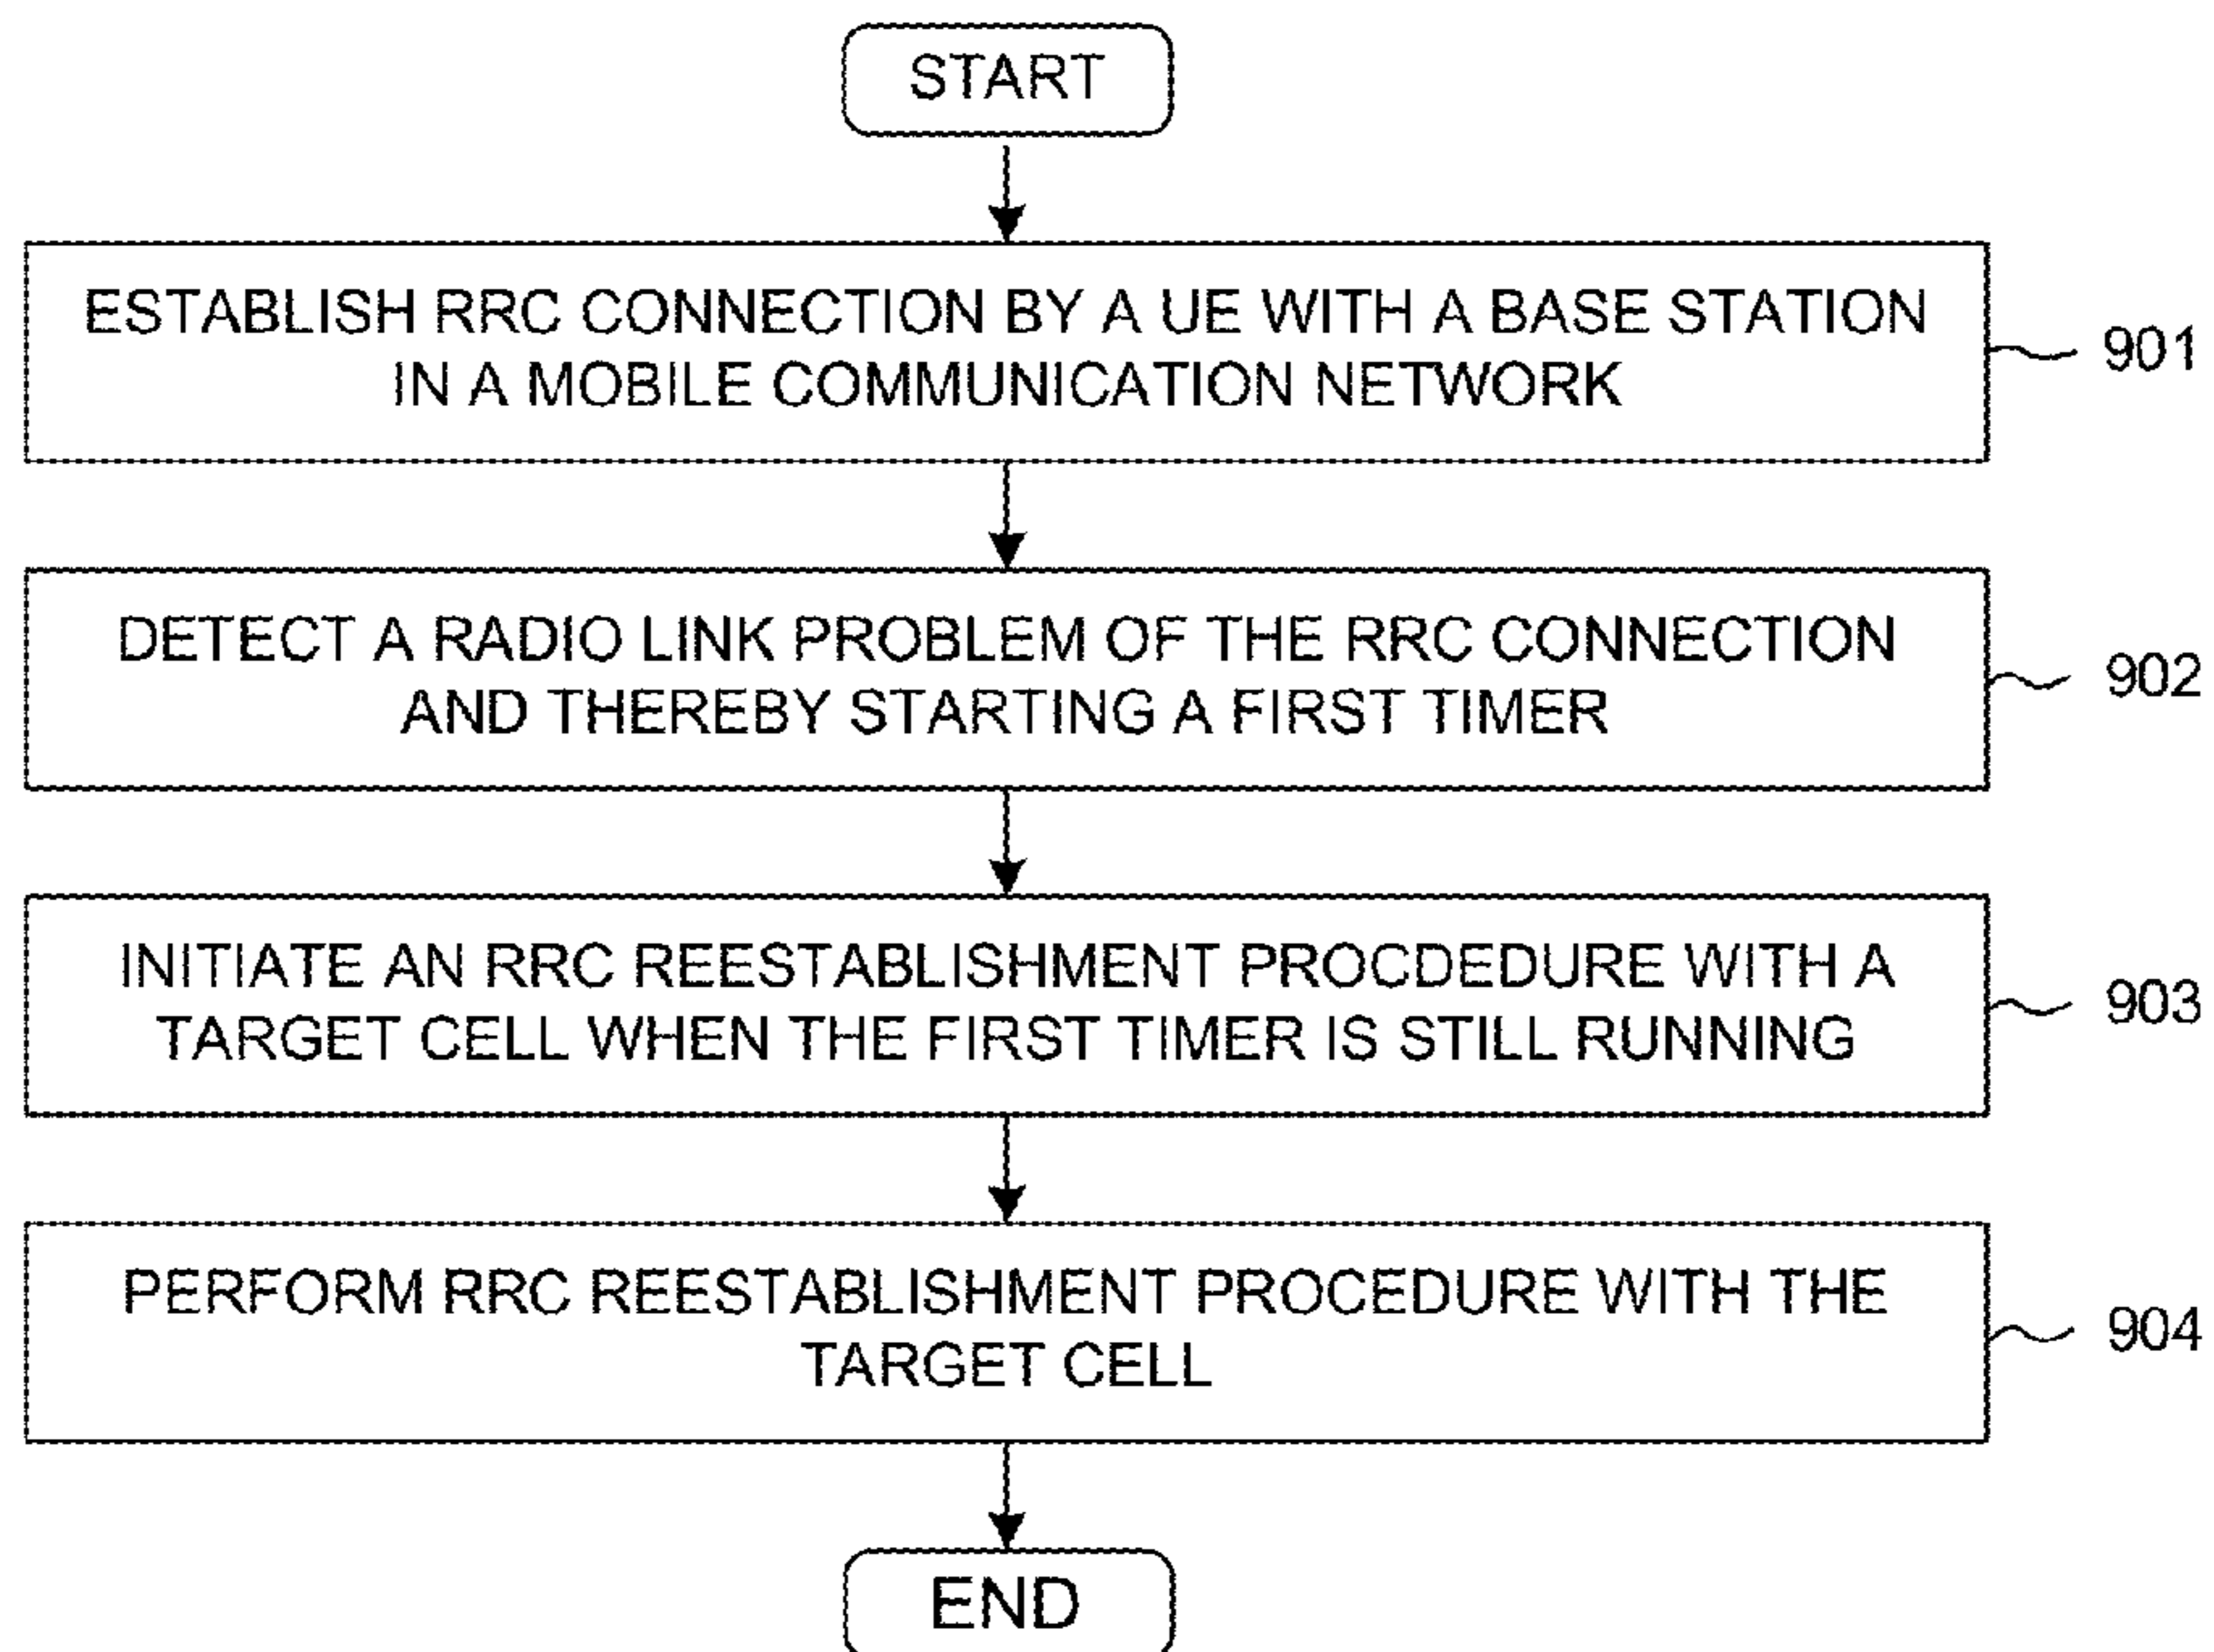 START
ESTABLISH RRC CONNECTION BY A UE WITH A BASE STATION
IN A MOBILE COMMUNICATION NETWORK
901
DETECT A RADIO LINK PROBLEM OF THE RRC CONNECTION
AND THEREBY STARTING A FIRST TIMER
902
INITIATE AN RRC REESTABLISHMENT PROCDEDURE WITH A
TARGET CELL WHEN THE FIRST TIMER IS STILL RUNNING
903
PERFORM RRC REESTABLISHMENT PROCEDURE WITH THE
TARGET CELL
904
END